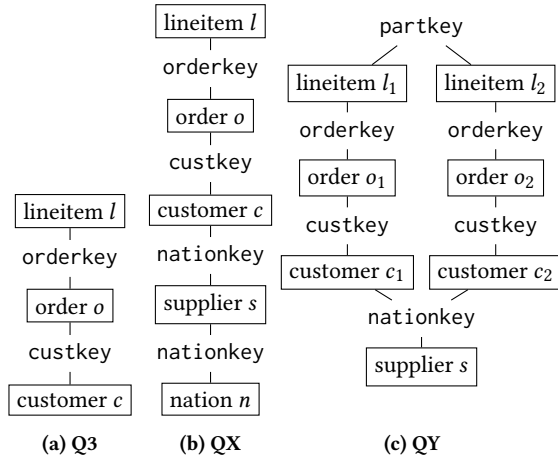 lineitem l
orderkey
order o
custkey
customer c
(a) Q3
lineitem l
orderkey
order o
custkey
customer c
nationkey
supplier s
nationkey
nation n
(b) QX
partkey
lineitem l1 lineitem l2
orderkey orderkey
order o1 order o2
custkey custkey
customer c1 customer c2
nationkey
supplier s
(c) QY